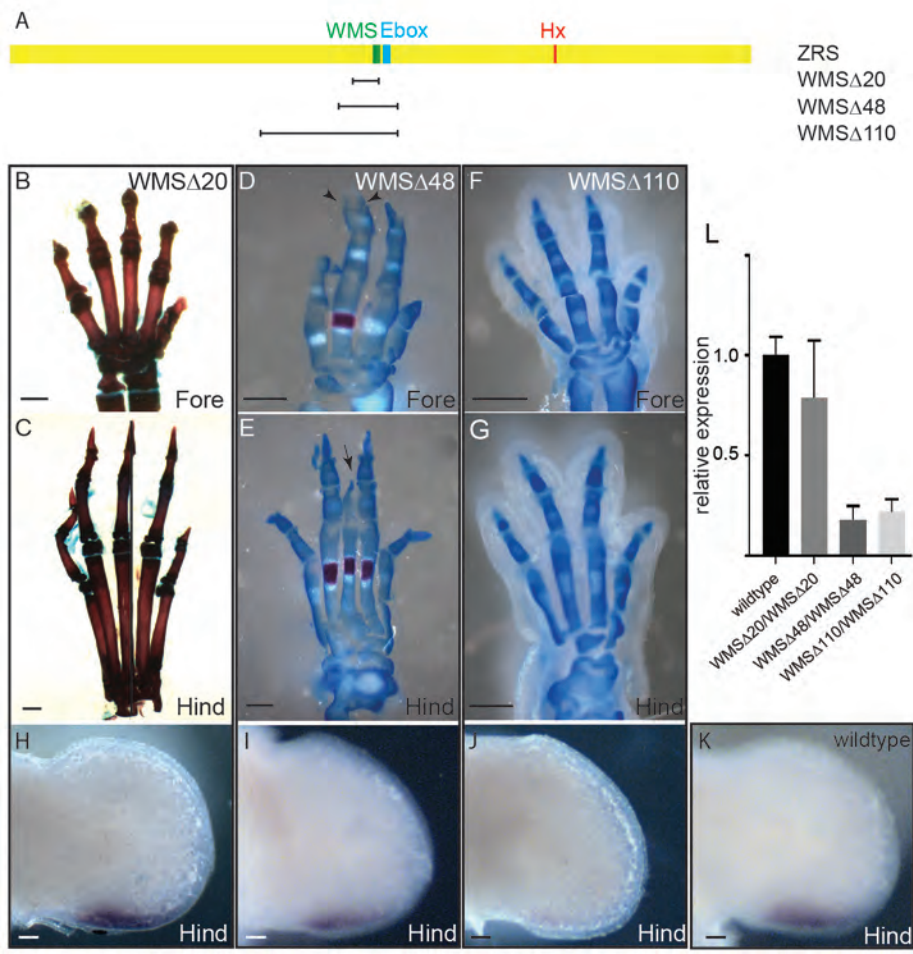 A
WMS Ebox Hx
ZRS
WMSΔ20
WMSΔ48
WMSΔ110
B WMSΔ20
Fore
D WMSΔ48
Fore
F WMSΔ110
Fore
C
Hind
E
Hind
G
Hind
L
relative expression
1.0
0.5
wildtype
WMSΔ20/WMSΔ20
WMSΔ48/WMSΔ48
WMSΔ110/WMSΔ110
H
Hind
I
Hind
J
Hind
K wildtype
Hind